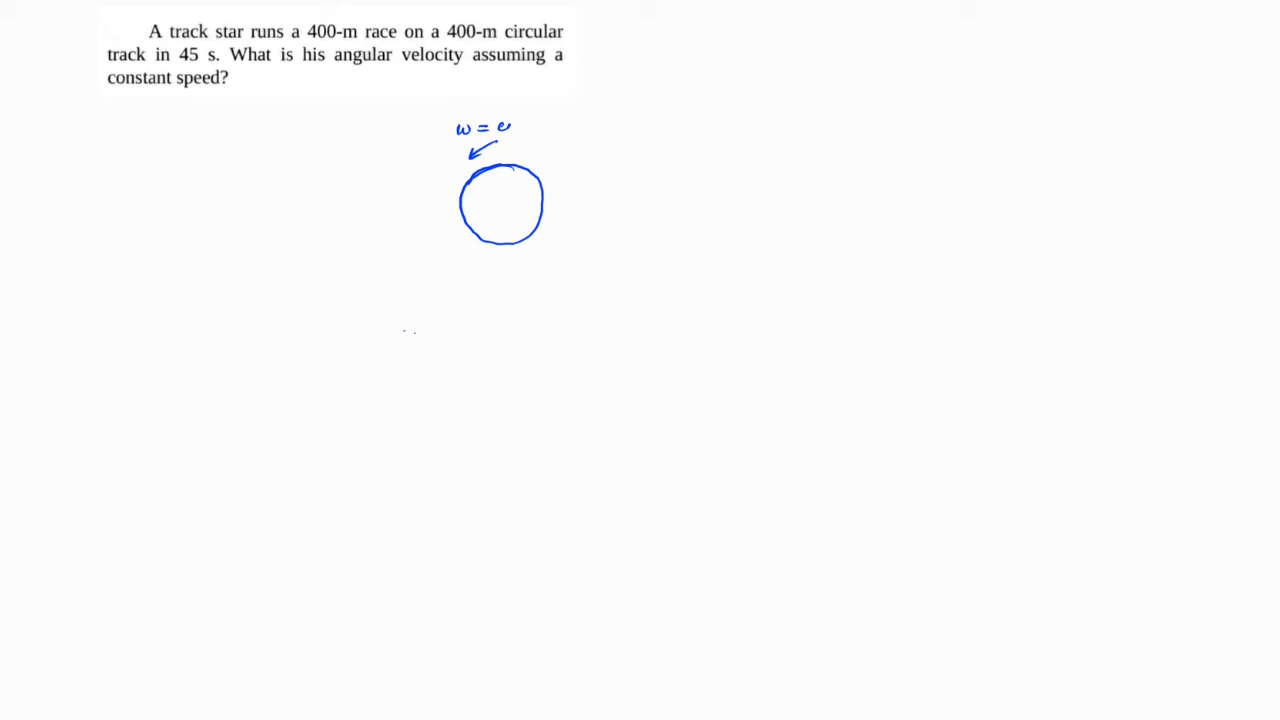 A track star runs a 400-m race on a 400-m circular
track in 45 s. What is his angular velocity assuming a
constant speed?
w =